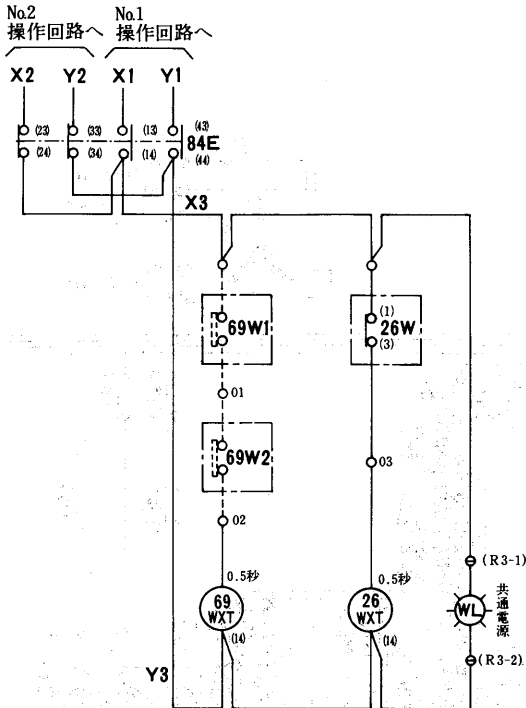 No.2
操作回路へ
No.1
操作回路へ
X2
Y2
X1
Y1
(23)
(33)
(13)
(43)
84E
(24)
(34)
(14)
(44)
X3
69W1
(1)
26W
(3)
01
69W2
03
02
0.5秒
0.5秒
(R3-1)
69
WXT
26
WXT
WL
共通電源
(14)
(14)
(R3-2)
Y3